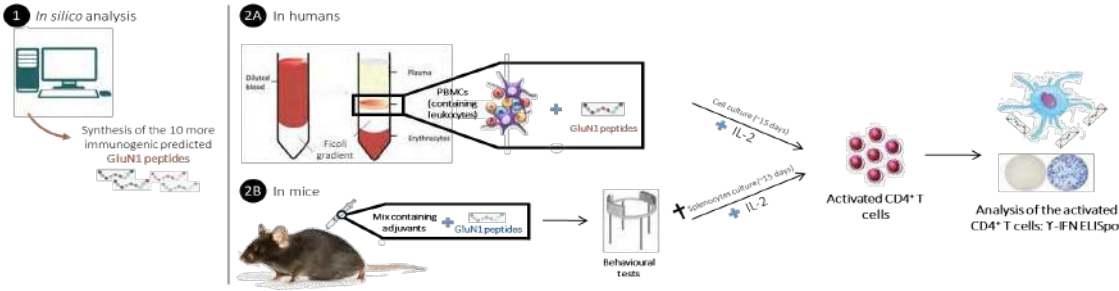 1 In silico analysis
Synthesis of the 10 more
immunogenic predicted
GluN1 peptides
2A In humans
Diluted
blood
Ficoll
gradient
Plasma
PBMCs
(containing
leukocytes)
Erythrocytes
+
GluN1 peptides
Cell culture (~15 days)
+ IL-2
2B In mice
Mix containing
adjuvants
+
GluN1 peptides
Behavioural
tests
Splenocytes culture (~15 days)
+ IL-2
Activated CD4+ T
cells
Analysis of the activated
CD4+ T cells: ϒ-IFN ELISpo